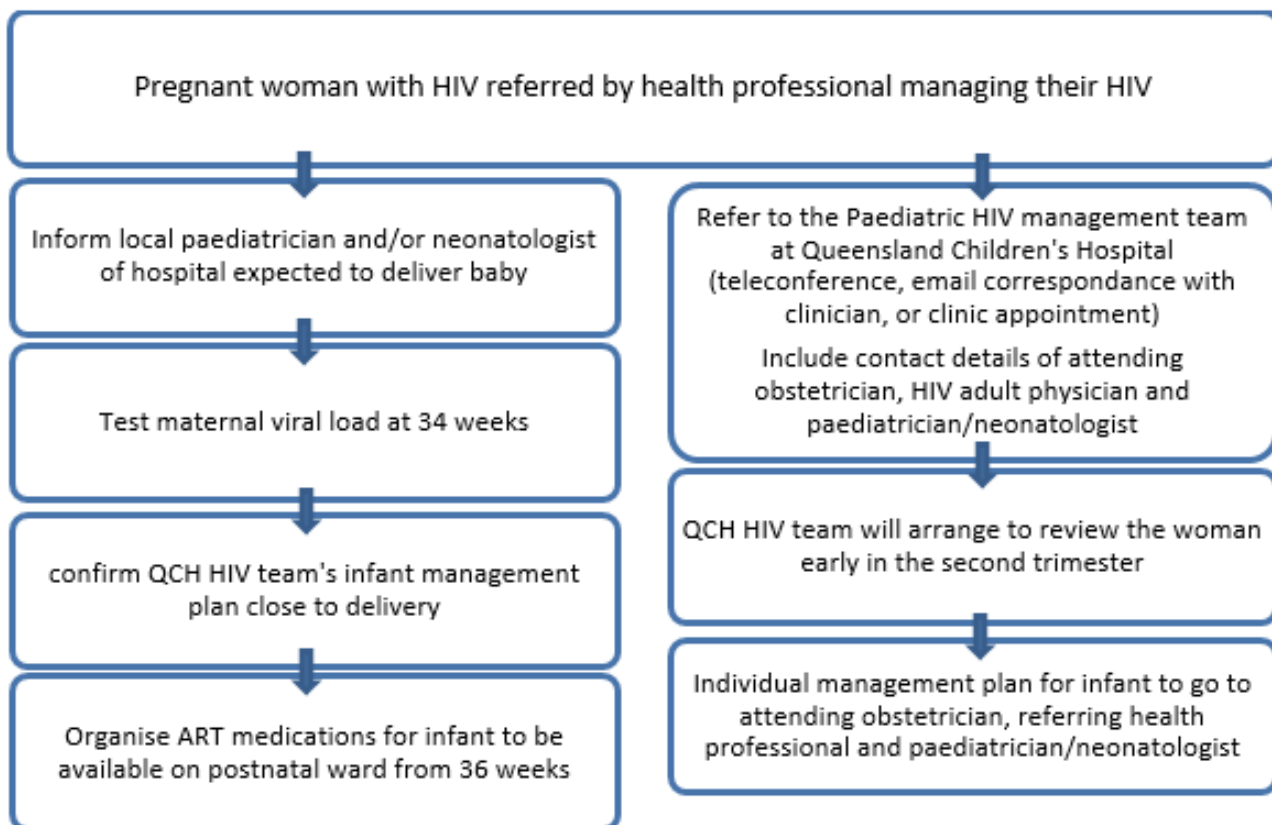 Pregnant woman with HIV referred by health professional managing their HIV
Inform local paediatrician and/or neonatologist
of hospital expected to deliver baby
Test maternal viral load at 34 weeks
confirm QCH HIV team's infant management
plan close to delivery
Organise ART medications for infant to be
available on postnatal ward from 36 weeks
Refer to the Paediatric HIV management team
at Queensland Children's Hospital
(teleconference, email correspondance with
clinician, or clinic appointment)
Include contact details of attending
obstetrician, HIV adult physician and
paediatrician/neonatologist
QCH HIV team will arrange to review the woman
early in the second trimester
Individual management plan for infant to go to
attending obstetrician, referring health
professional and paediatrician/neonatologist